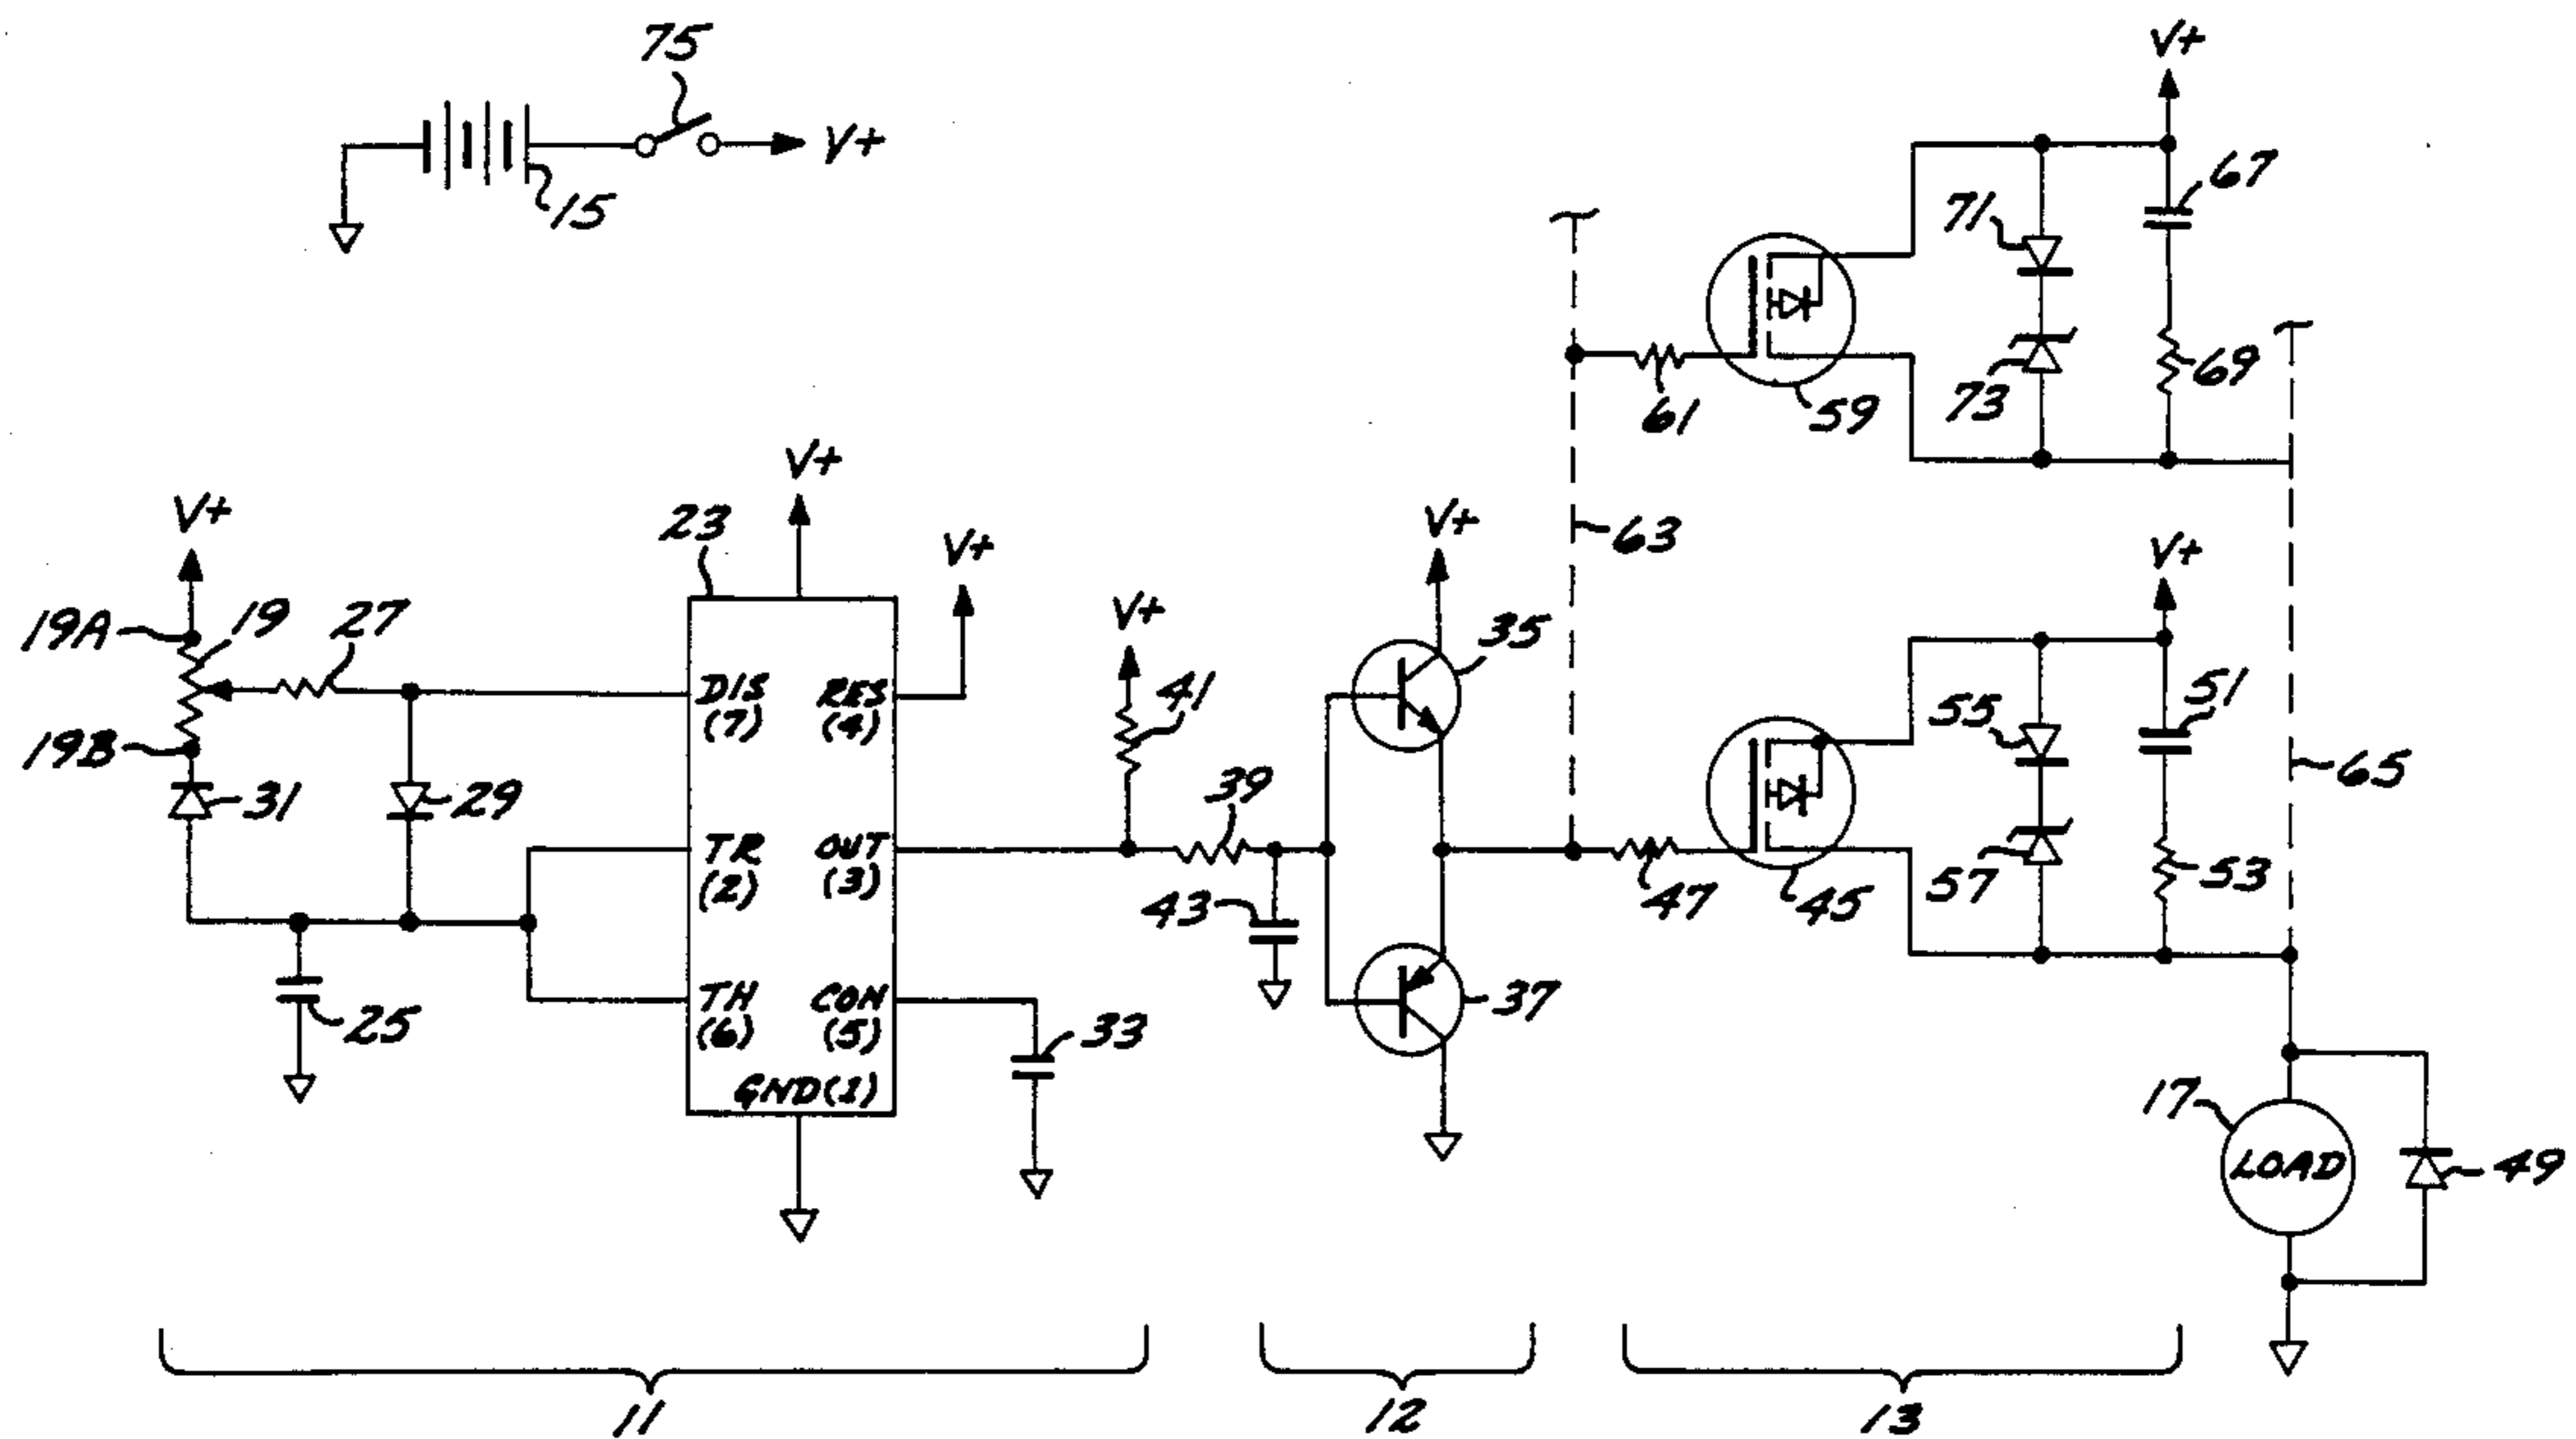 75
V+
15
V+
67
71
73
69
61
59
63
V+
V+
23
V+
19A
19
27
V+
V+
35
V+
DIS
(7)
RES
(4)
41
51
55
19B
31
29
39
65
TR
(2)
OUT
(3)
43
47
45
57
53
TH
(6)
CON
(5)
25
33
37
GND(1)
17
LOAD
49
11
12
13